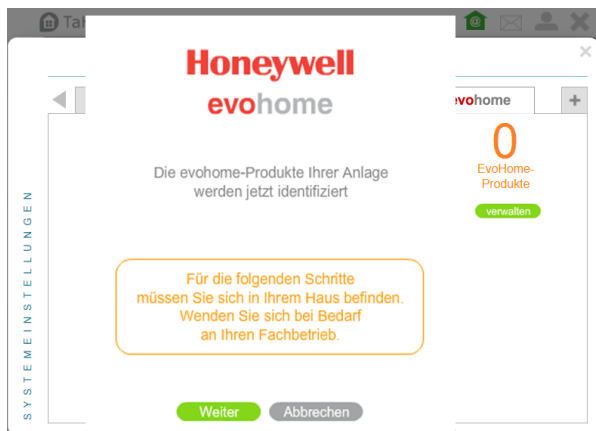 Ta
Honeywell
evohome
Die evohome-Produkte Ihrer Anlage
werden jetzt identifiziert
Für die folgenden Schritte
müssen Sie sich in Ihrem Haus befinden.
Wenden Sie sich bei Bedarf
an Ihren Fachbetrieb.
Weiter
Abbrechen
evohome
+
0
EvoHome-
Produkte
verwalten
SYSTEMEINSTELLUNGEN